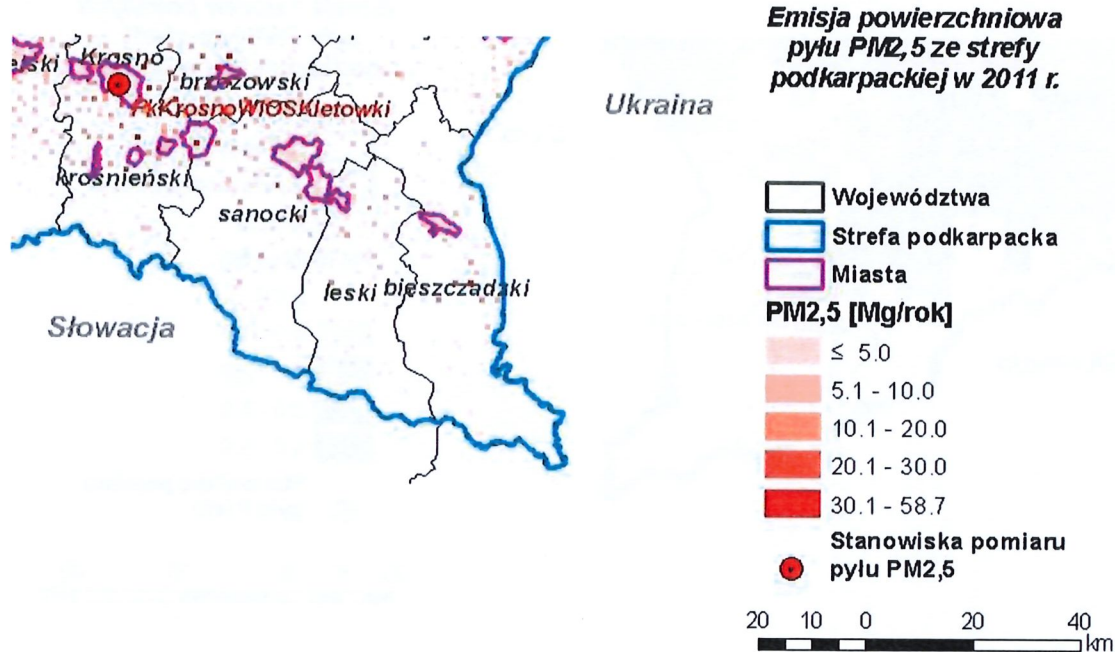 Emisja powierzchniowa
pyłu PM2,5 ze strefy
podkarpackiej w 2011 r.
Krosno
brzozowski
PkKrosnoWIOSKletowki
krośnieński
sanocki
leski
bieszczadzki
Słowacja
Ukraina
Województwa
Strefa podkarpacka
Miasta
PM2,5 [Mg/rok]
≤ 5.0
5.1 - 10.0
10.1 - 20.0
20.1 - 30.0
30.1 - 58.7
Stanowiska pomiaru
pyłu PM2,5
20 10 0 20 40
km